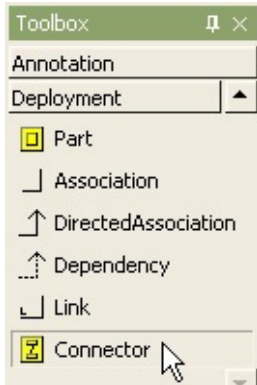 Toolbox
Annotation
Deployment
Part
Association
DirectedAssociation
Dependency
Link
Connector